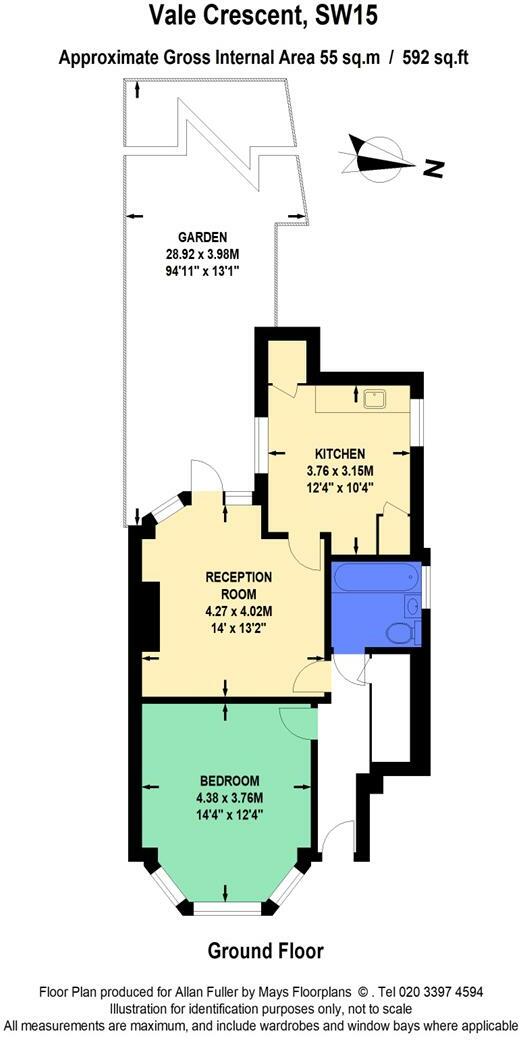 Vale Crescent, SW15
Approximate Gross Internal Area 55 sq.m / 592 sq.ft
N
GARDEN
28.92 x 3.98M
94'11" x 13'1"
KITCHEN
3.76 x 3.15M
12'4" x 10'4"
RECEPTION
ROOM
4.27 x 4.02M
14' x 13'2"
BEDROOM
4.38 x 3.76M
14'4" x 12'4"
Ground Floor
Floor Plan produced for Allan Fuller by Mays Floorplans © . Tel 020 3397 4594
Illustration for identification purposes only, not to scale
All measurements are maximum, and include wardrobes and window bays where applicable